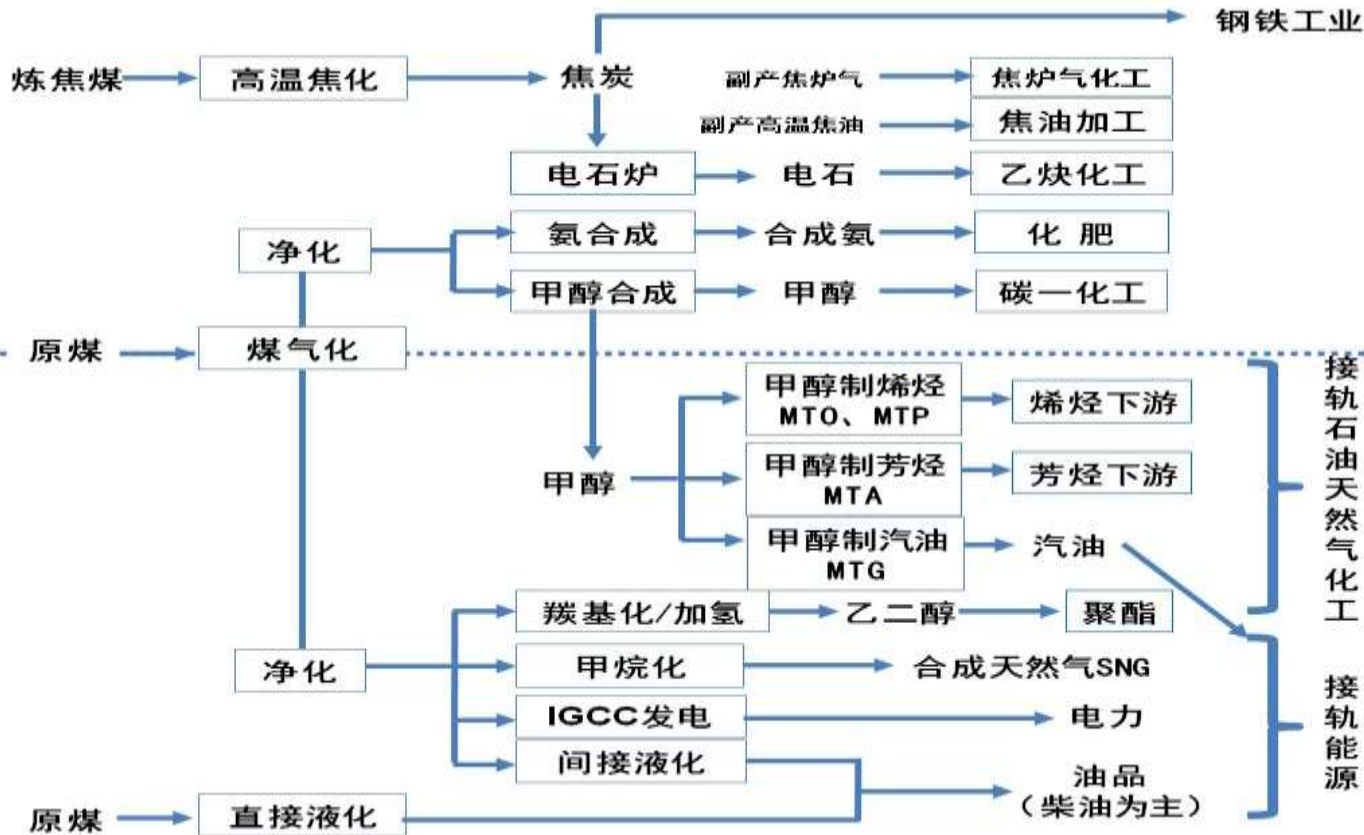 钢铁工业
炼焦煤
高温焦化
焦炭
副产焦炉气
焦炉气化工
副产高温焦油
焦油加工
电石炉
电石
乙炔化工
净化
氨合成
合成氨
化 肥
甲醇合成
甲醇
碳一化工
原煤
煤气化
甲醇制烯烃
MTO、MTP
烯烃下游
甲醇
甲醇制芳烃
MTA
芳烃下游
甲醇制汽油
MTG
汽油
接轨石油天然气化工
羰基化/加氢
乙二醇
聚酯
净化
甲烷化
合成天然气SNG
IGCC发电
电力
间接液化
油品
（柴油为主）
接轨能源
原煤
直接液化